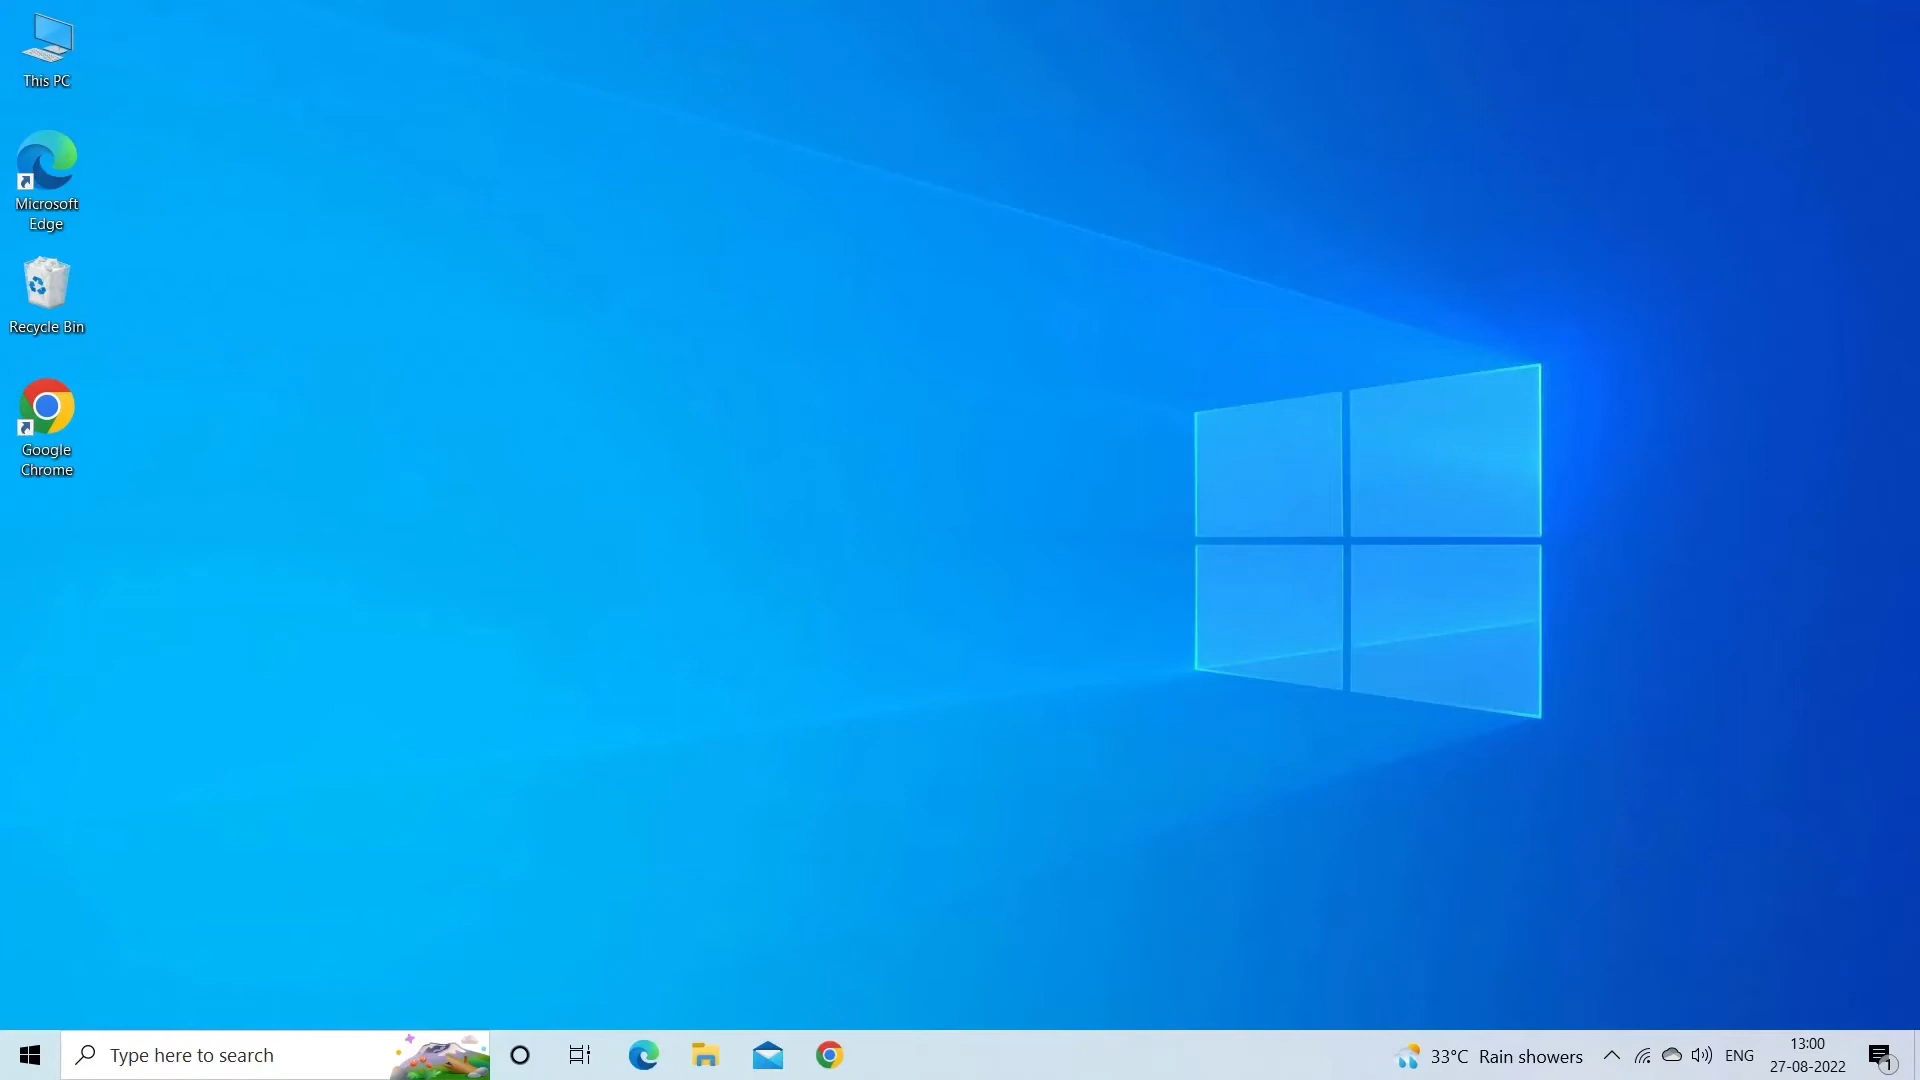 This PC
Microsoft
Edge
Recycle Bin
Google
Chrome
Type here to search
33°C Rain showers
ENG
13:00
27-08-2022
1